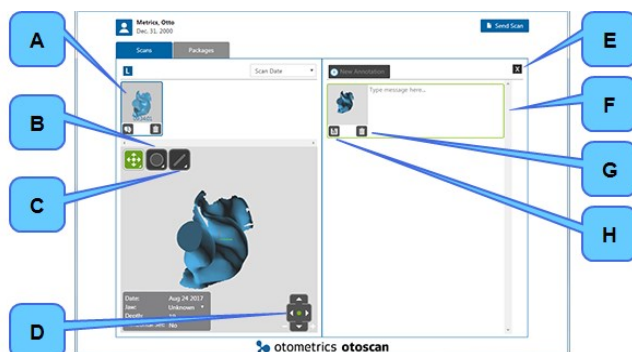 A
B
C
D
E
F
G
H
Metrics, Otto
Dec. 31, 2000
Send Scan
Scans
Packages
L
Scan Date
New Annotation
X
Type message here...
Date: Aug 24 2017
Jaw: Unknown
Depth:
No
otometrics otoscan